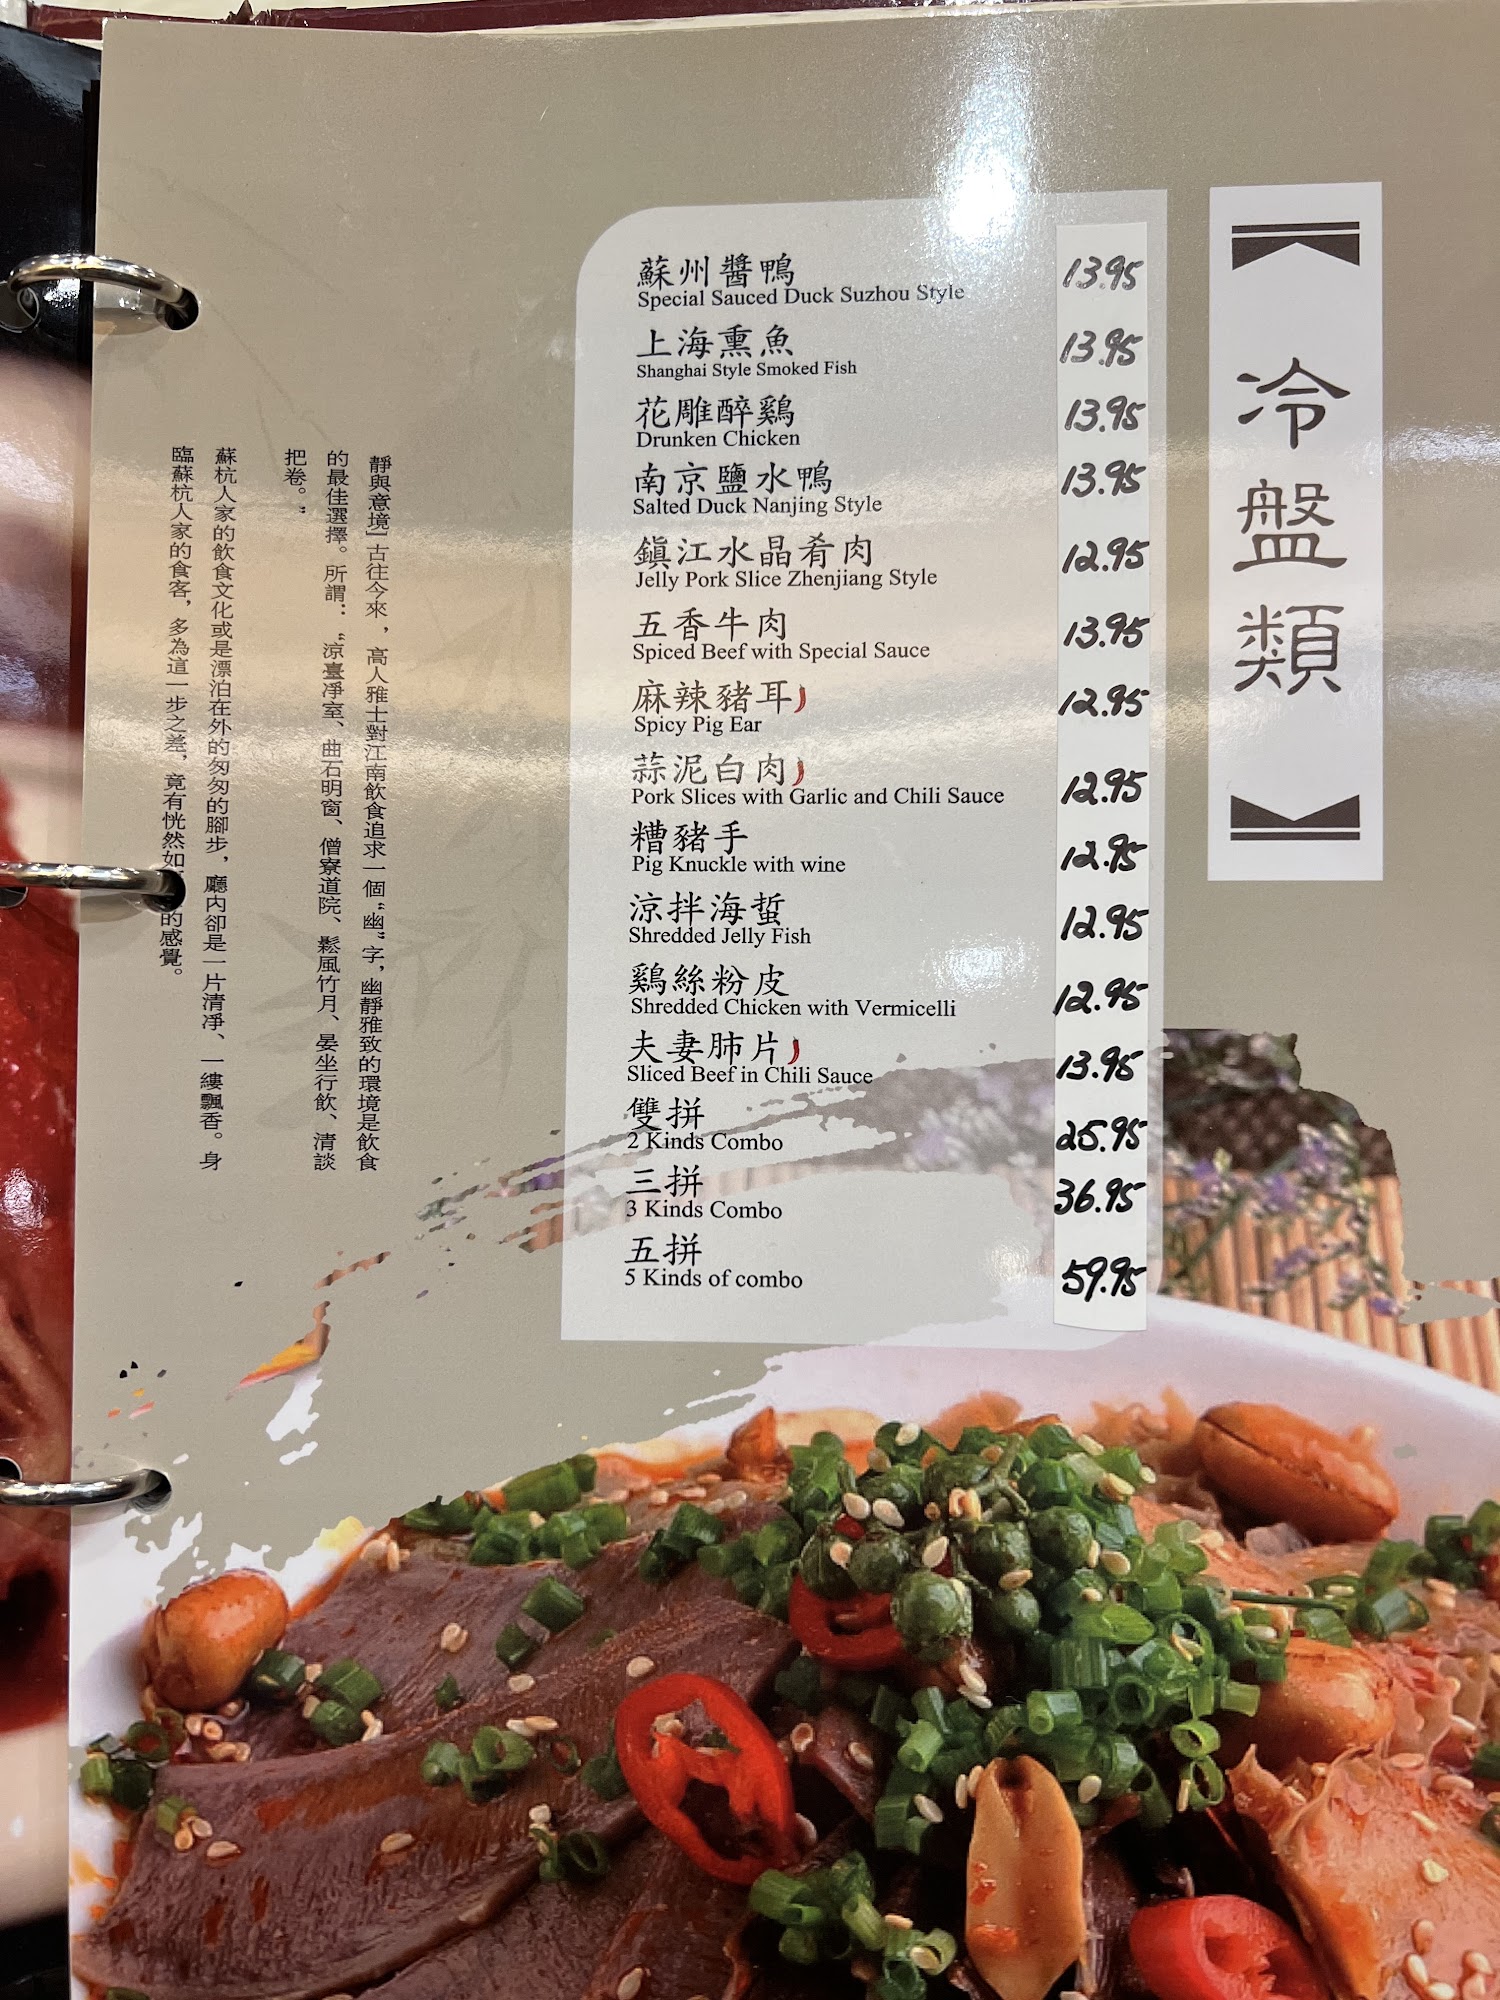 冷盤類
蘇州醬鴨
Special Sauced Duck Suzhou Style
13.95
上海熏魚
Shanghai Style Smoked Fish
13.95
花雕醉鷄
Drunken Chicken
13.95
南京鹽水鴨
Salted Duck Nanjing Style
13.95
鎮江水晶肴肉
Jelly Pork Slice Zhenjiang Style
12.95
五香牛肉
Spiced Beef with Special Sauce
13.95
麻辣豬耳
Spicy Pig Ear
12.95
蒜泥白肉
Pork Slices with Garlic and Chili Sauce
12.95
糟豬手
Pig Knuckle with wine
12.95
涼拌海蜇
Shredded Jelly Fish
12.95
鷄絲粉皮
Shredded Chicken with Vermicelli
12.95
夫妻肺片
Sliced Beef in Chili Sauce
13.95
雙拼
2 Kinds Combo
25.95
三拼
3 Kinds Combo
36.95
五拼
5 Kinds of combo
59.95
靜與意境] 古往今來，高人雅士對江南飲食追求一個“幽”字，幽靜雅致的環境是飲食
的最佳選擇。所謂：“涼臺凈室、曲石明窗、僧寮道院、鬆風竹月、晏坐行飲、清談
把卷。”
蘇杭人家的飲食文化或是漂泊在外的匆匆的腳步，廳内卻是一片清凈、一縷飄香。身
臨蘇杭人家的食客，多為這一步之差，竟有恍然如 的感覺。